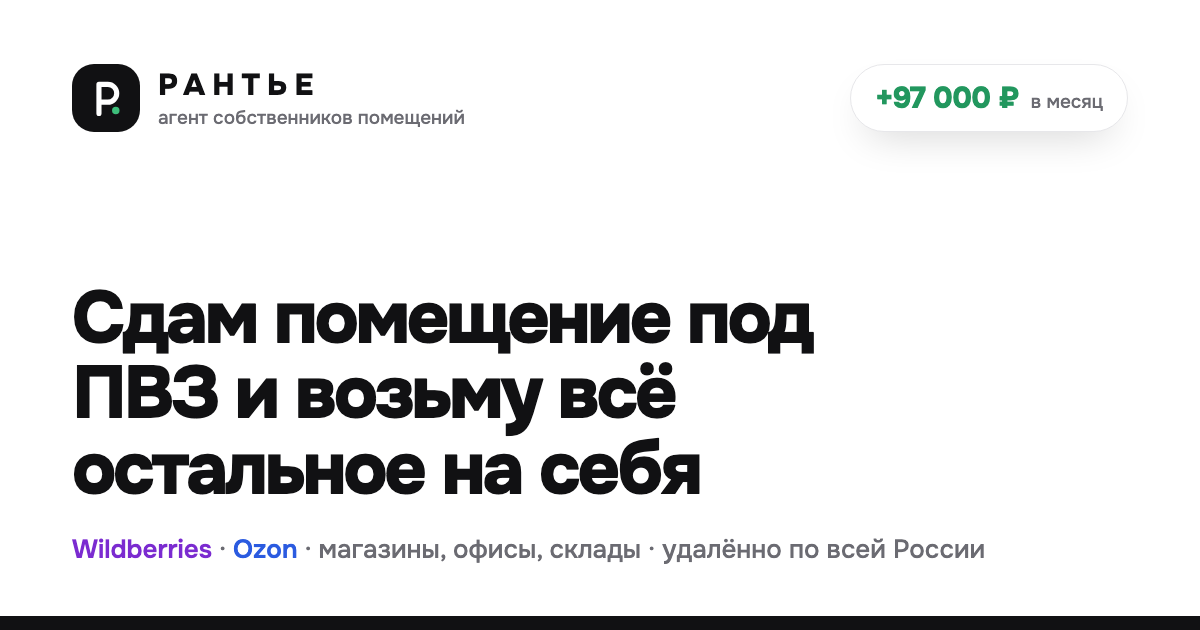 P.
РАНТЬЕ
агент собственников помещений
+97 000 ₽ в месяц
Сдам помещение под
ПВЗ и возьму всё
остальное на себя
Wildberries · Ozon · магазины, офисы, склады · удалённо по всей России